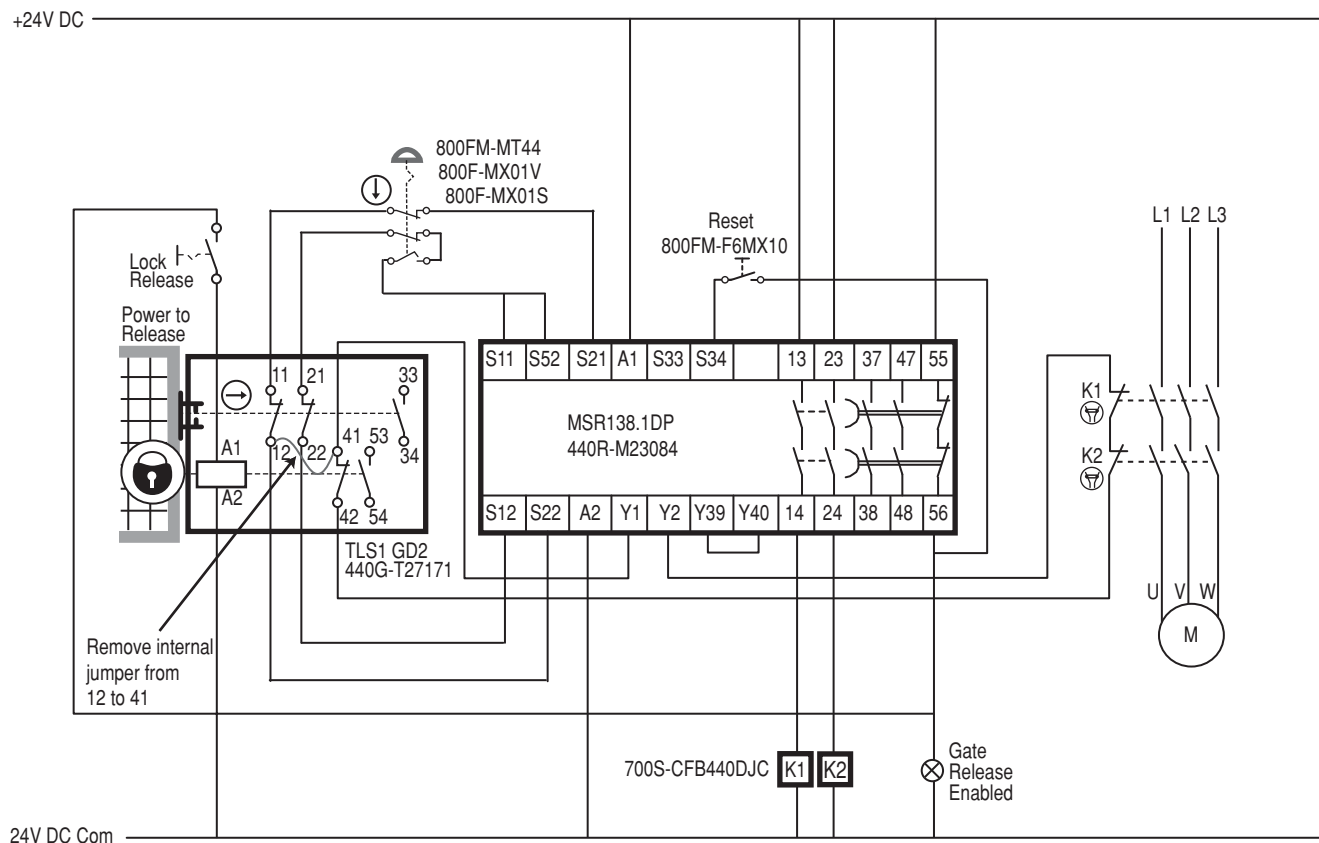 +24V DC
800FM-MT44
800F-MX01V
800F-MX01S
Reset
800FM-F6MX10
L1 L2 L3
Lock
Release
Power to
Release
11 21 33
12 22 34
41 53
42 54
A1
A2
S11 S52 S21 A1 S33 S34 13 23 37 47 55
MSR138.1DP
440R-M23084
S12 S22 A2 Y1 Y2 Y39 Y40 14 24 38 48 56
K1
K2
TLS1 GD2
440G-T27171
U V W
M
Remove internal
jumper from
12 to 41
700S-CFB440DJC K1 K2
Gate
Release
Enabled
24V DC Com